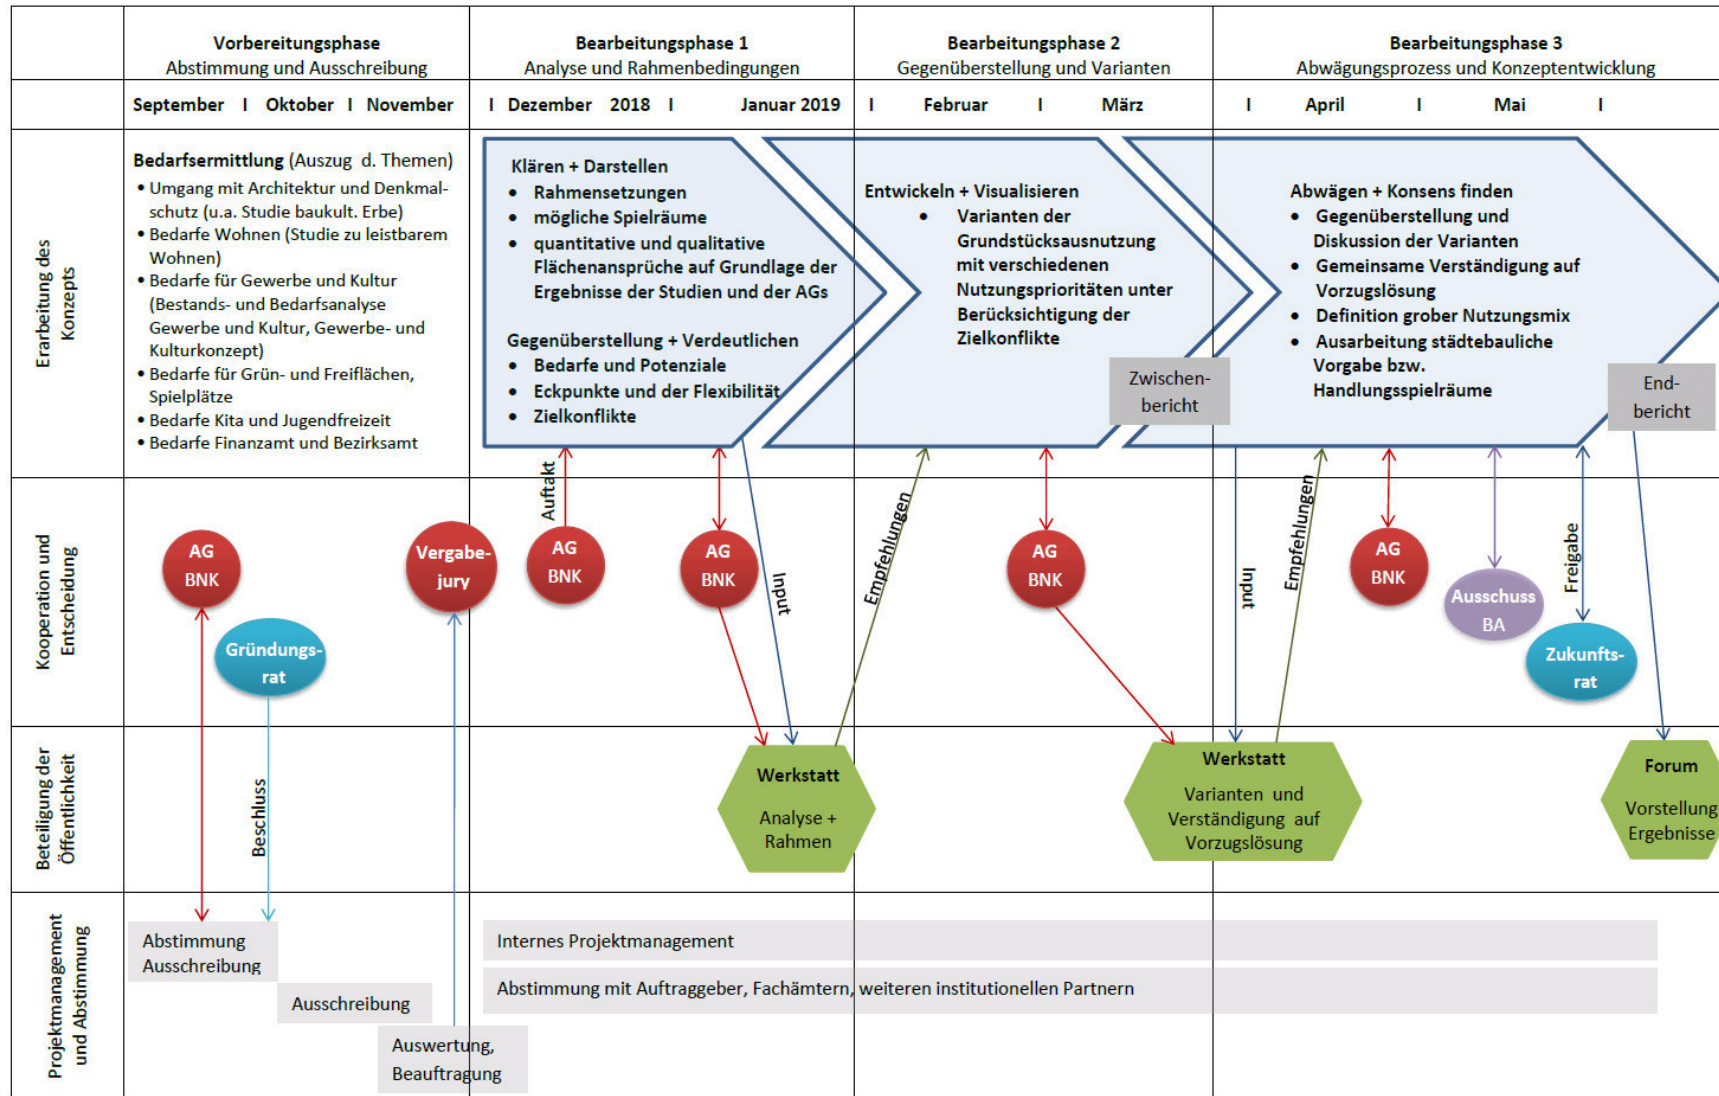 Vorbereitungsphase
Abstimmung und Ausschreibung
Bearbeitungsphase 1
Analyse und Rahmenbedingungen
Bearbeitungsphase 2
Gegenüberstellung und Varianten
Bearbeitungsphase 3
Abwägungsprozess und Konzeptentwicklung
September I Oktober I November
I Dezember 2018 I Januar 2019
I Februar I März
I April I Mai I
Erarbeitung des
Konzepts
Bedarfsermittlung (Auszug d. Themen)
• Umgang mit Architektur und Denkmal-
schutz (u.a. Studie baukult. Erbe)
• Bedarfe Wohnen (Studie zu leistbarem
Wohnen)
• Bedarfe für Gewerbe und Kultur
(Bestands- und Bedarfsanalyse
Gewerbe und Kultur, Gewerbe- und
Kulturkonzept)
• Bedarfe für Grün- und Freiflächen,
Spielplätze
• Bedarfe Kita und Jugendfreizeit
• Bedarfe Finanzamt und Bezirksamt
Klären + Darstellen
• Rahmensetzungen
• mögliche Spielräume
• quantitative und qualitative
Flächenansprüche auf Grundlage der
Ergebnisse der Studien und der AGs
Gegenüberstellung + Verdeutlichen
• Bedarfe und Potenziale
• Eckpunkte und der Flexibilität
• Zielkonflikte
Entwickeln + Visualisieren
• Varianten der
Grundstücksausnutzung
mit verschiedenen
Nutzungsprioritäten unter
Berücksichtigung der
Zielkonflikte
Zwischen-
bericht
Abwägen + Konsens finden
• Gegenüberstellung und
Diskussion der Varianten
• Gemeinsame Verständigung auf
Vorzugslösung
• Definition grober Nutzungsmix
• Ausarbeitung städtebauliche
Vorgabe bzw.
Handlungsspielräume
End-
bericht
Kooperation und
Entscheidung
AG
BNK
Gründungs-
rat
Vergabe-
jury
Auftakt
AG
BNK
AG
BNK
Input
Empfehlungen
AG
BNK
Input
Empfehlungen
AG
BNK
Ausschuss
BA
Freigabe
Zukunfts-
rat
Beteiligung der
Öffentlichkeit
Beschluss
Werkstatt
Analyse +
Rahmen
Werkstatt
Varianten und
Verständigung auf
Vorzugslösung
Forum
Vorstellung
Ergebnisse
Projektmanagement
und Abstimmung
Abstimmung
Ausschreibung
Ausschreibung
Auswertung,
Beauftragung
Internes Projektmanagement
Abstimmung mit Auftraggeber, Fachämtern, weiteren institutionellen Partnern